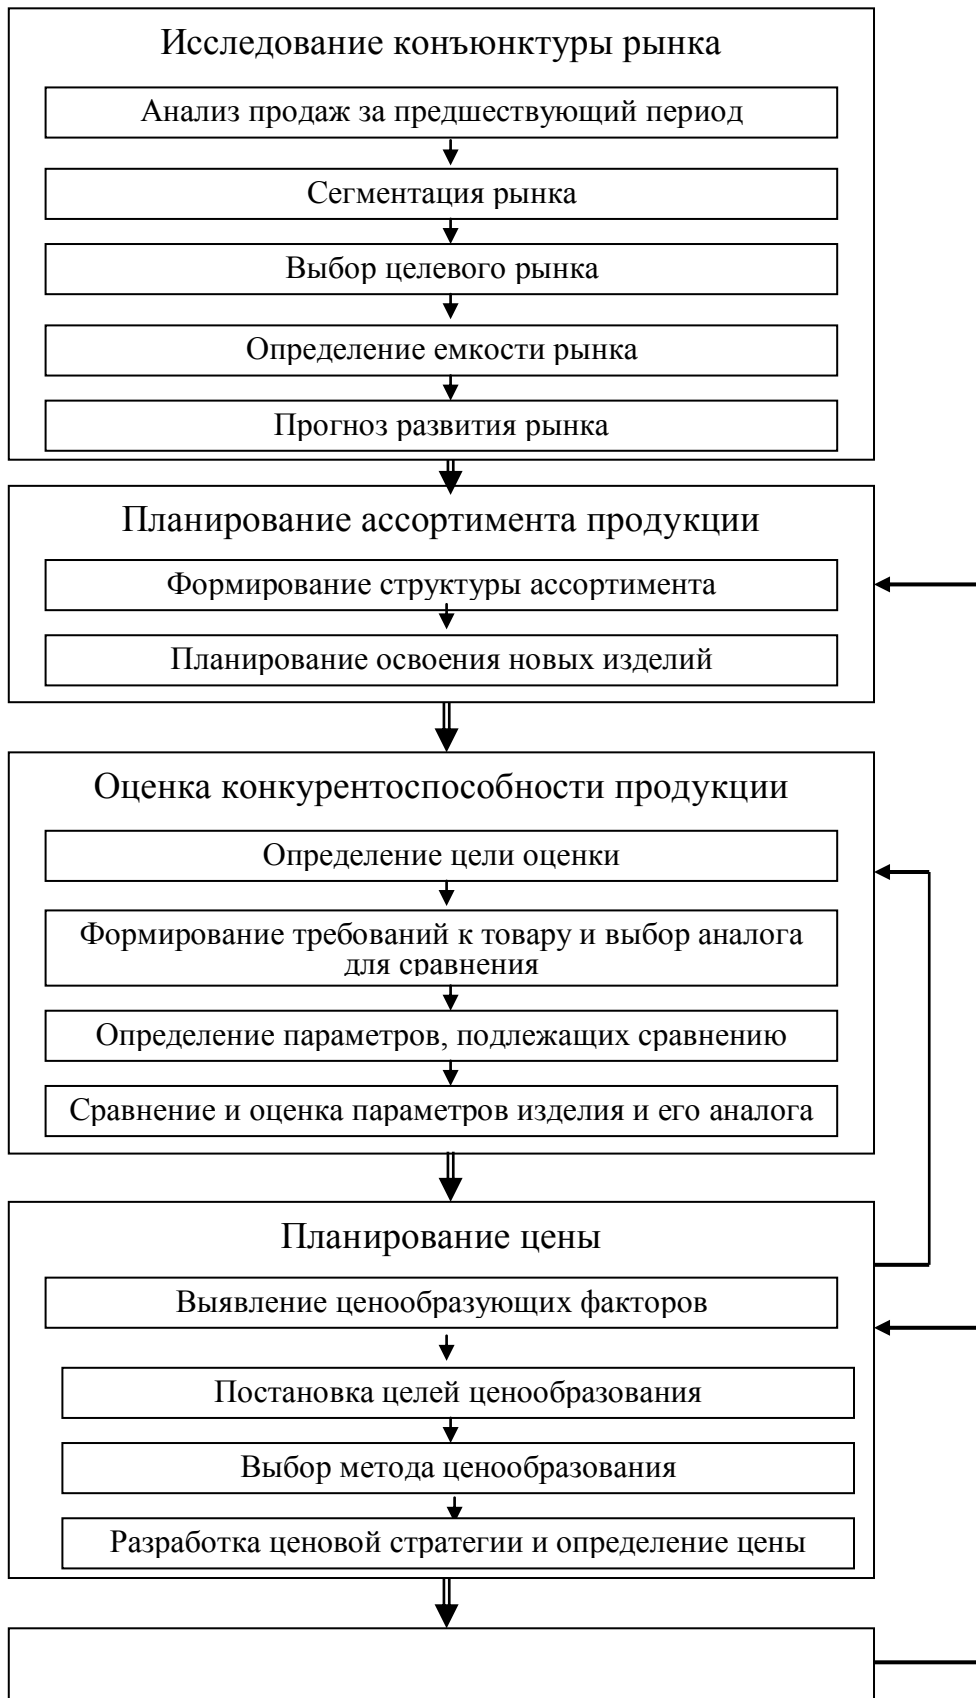 Исследование конъюнктуры рынка
Анализ продаж за предшествующий период
Сегментация рынка
Выбор целевого рынка
Определение емкости рынка
Прогноз развития рынка
Планирование ассортимента продукции
Формирование структуры ассортимента
Планирование освоения новых изделий
Оценка конкурентоспособности продукции
Определение цели оценки
Формирование требований к товару и выбор аналога
для сравнения
Определение параметров, подлежащих сравнению
Сравнение и оценка параметров изделия и его аналога
Планирование цены
Выявление ценообразующих факторов
Постановка целей ценообразования
Выбор метода ценообразования
Разработка ценовой стратегии и определение цены